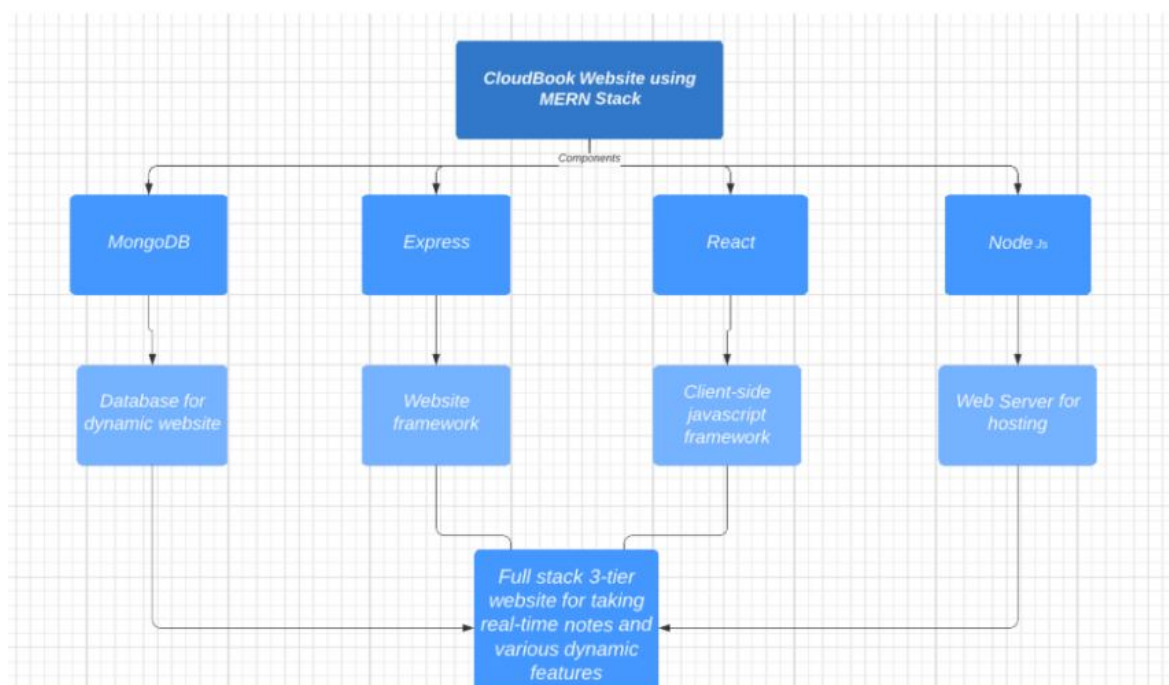 CloudBook Website using
MERN Stack
Components
MongoDB
Express
React
Node Js
Database for
dynamic website
Website
framework
Client-side
javascript
framework
Web Server for
hosting
Full stack 3-tier
website for taking
real-time notes and
various dynamic
features